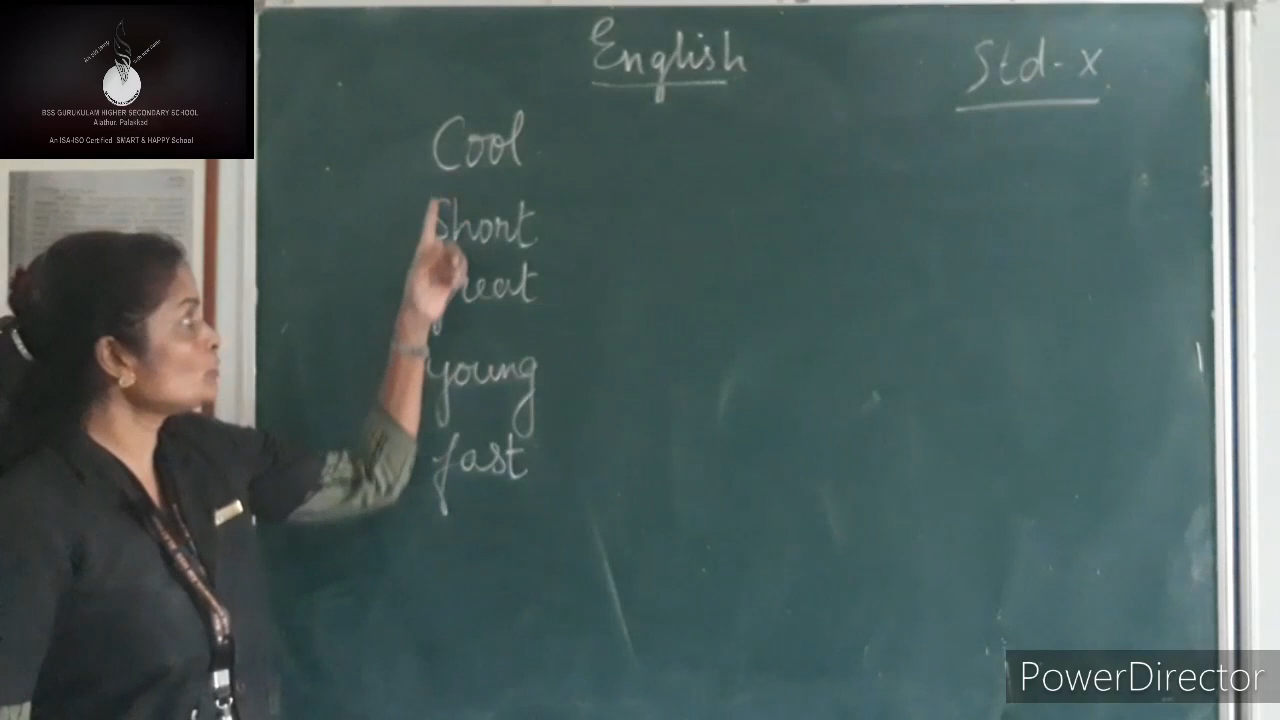 BSS GURUKULAM HIGHER SECONDARY SCHOOL
Alathur, Palakkad
An ISA-ISO Certified SMART & HAPPY School
English
Std-X
Cool
Short
young
fast
PowerDirector